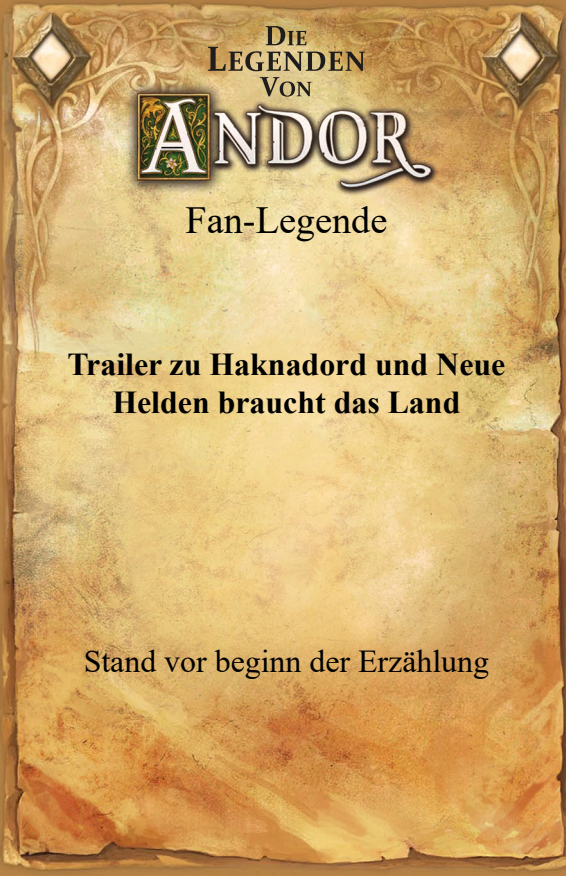 Die
Legenden
Von
Andor
Fan-Legende
Trailer zu Haknadord und Neue
Helden braucht das Land
Stand vor beginn der Erzählung